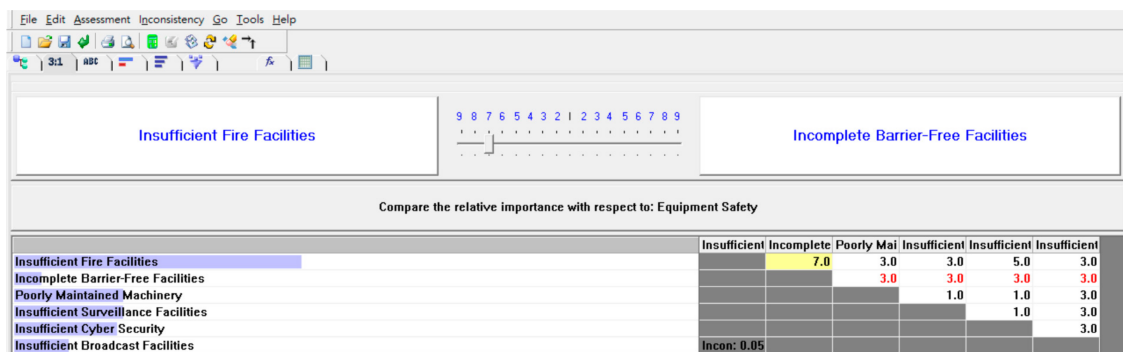 File Edit Assessment Inconsistency Go Tools Help
3:1 ABC fx
Insufficient Fire Facilities
9 8 7 6 5 4 3 2 1 2 3 4 5 6 7 8 9
Incomplete Barrier-Free Facilities
Compare the relative importance with respect to: Equipment Safety
Insufficient Incomplete Poorly Mai Insufficient Insufficient Insufficient
Insufficient Fire Facilities 7.0 3.0 3.0 5.0 3.0
Incomplete Barrier-Free Facilities 3.0 3.0 3.0 3.0
Poorly Maintained Machinery 1.0 1.0 3.0
Insufficient Surveillance Facilities 1.0 3.0
Insufficient Cyber Security 3.0
Insufficient Broadcast Facilities Incon: 0.05